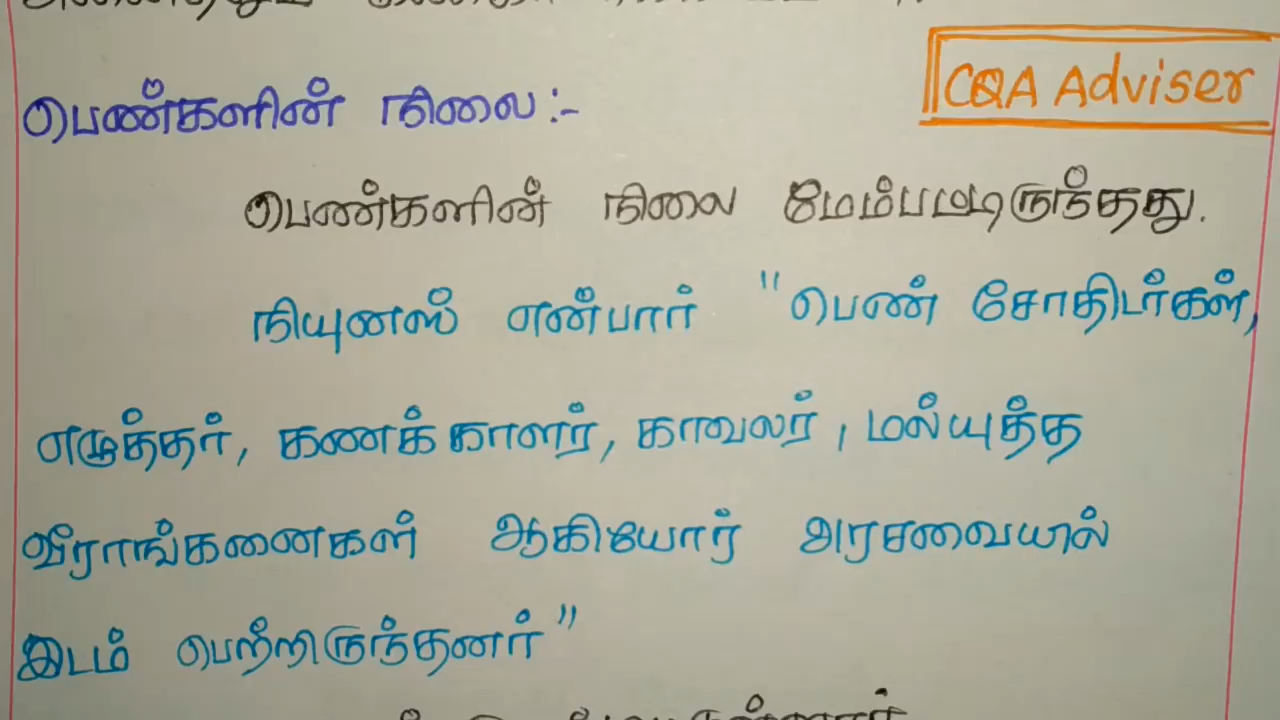 CQA Adviser
பெண்களின் நிலை :-
பெண்களின் நிலை மேம்பமடிருந்தது.
நியுனஸ் என்பார் "பெண் சோதிடர்கள்,
எழுத்தர், கணக்காளர், காவலர், மல்யுத்த
வீராங்கனைகள் ஆகியோர் அரசவையில்
இடம் பெற்றிருந்தனர்"